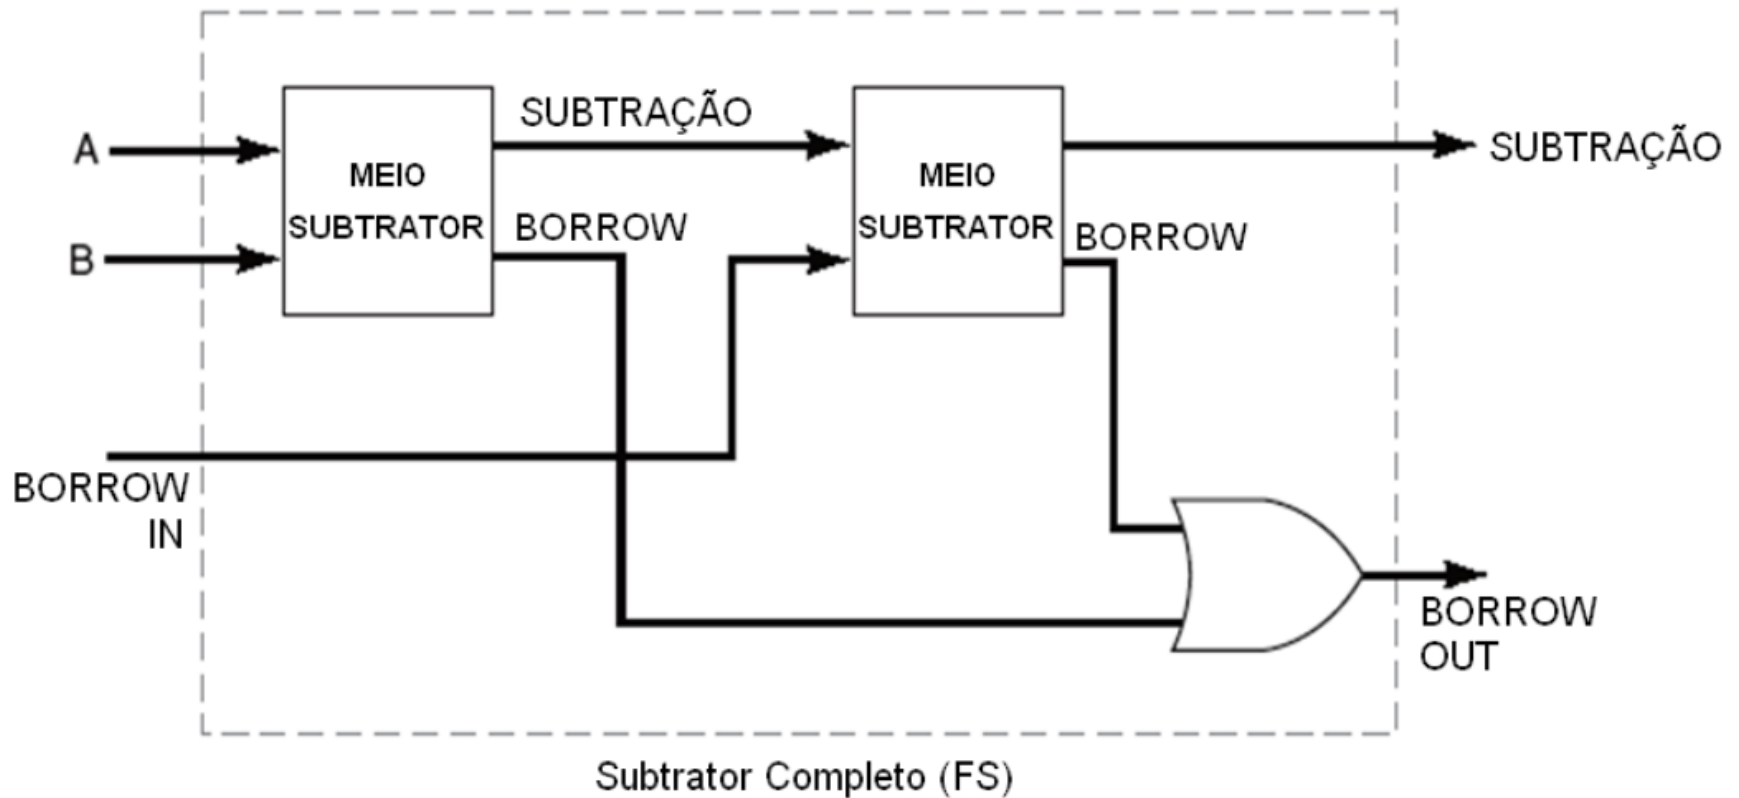 SUBTRAÇÃO
A
MEIO
SUBTRATOR
MEIO
SUBTRATOR
SUBTRAÇÃO
B
BORROW
BORROW
BORROW
IN
BORROW
OUT
Subtrator Completo (FS)